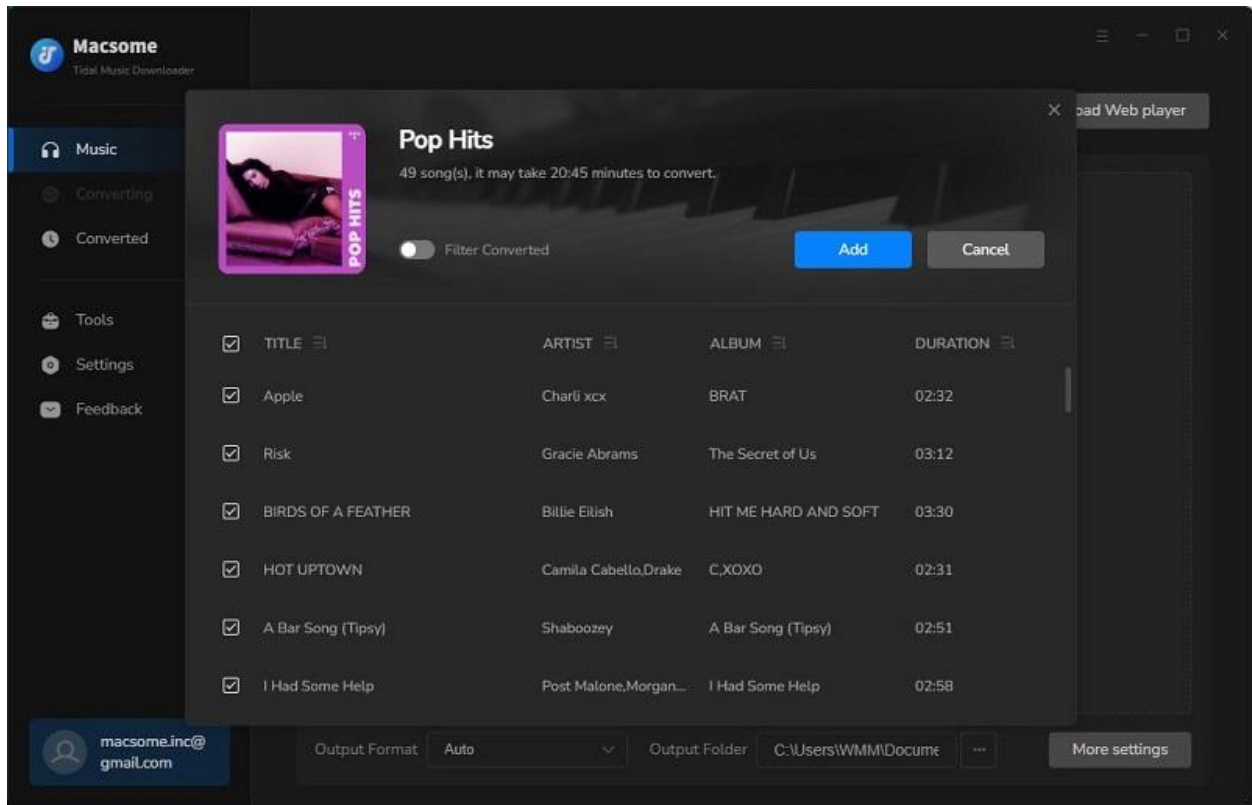 Macsome
Tidal Music Downloader
Music
Converting
Converted
Tools
Settings
Feedback
macsome.inc@
gmail.com
oad Web player
POP HITS
Pop Hits
49 song(s), it may take 20:45 minutes to convert.
Filter Converted
Add
Cancel
TITLE ARTIST ALBUM DURATION
Apple Charli xcx BRAT 02:32
Risk Gracie Abrams The Secret of Us 03:12
BIRDS OF A FEATHER Billie Eilish HIT ME HARD AND SOFT 03:30
HOT UPTOWN Camila Cabello,Drake C,XOXO 02:31
A Bar Song (Tipsy) Shaboozey A Bar Song (Tipsy) 02:51
I Had Some Help Post Malone,Morgan... I Had Some Help 02:58
Output Format Auto Output Folder C:\Users\WMM\Docume ... More settings